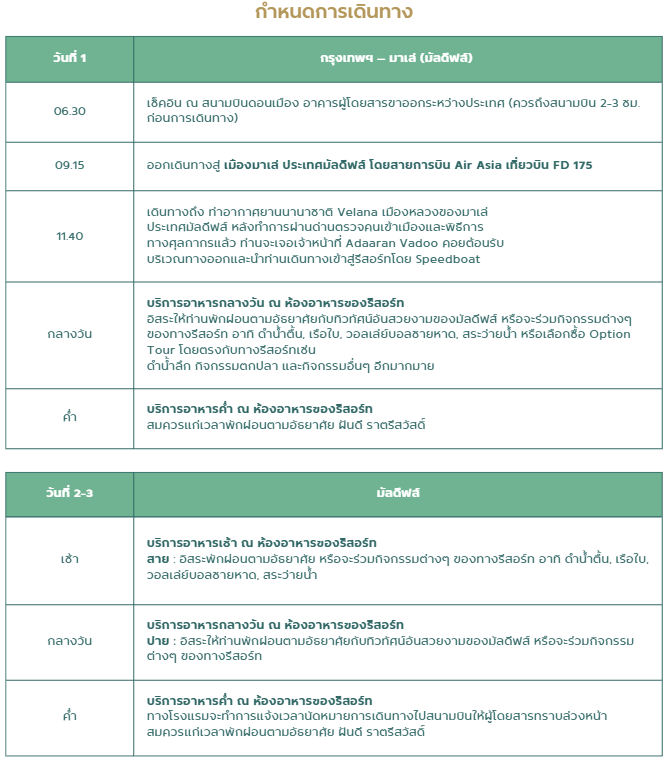 กำหนดการเดินทาง
วันที่ 1
กรุงเทพฯ – มาเล่ (มัลดีฟส์)
06.30
เช็คอิน ณ สนามบินดอนเมือง อาคารผู้โดยสารขาออกระหว่างประเทศ (ควรถึงสนามบิน 2-3 ชม.
ก่อนการเดินทาง)
09.15
ออกเดินทางสู่ เมืองมาเล่ ประเทศมัลดีฟส์ โดยสายการบิน Air Asia เที่ยวบิน FD 175
11.40
เดินทางถึง ท่าอากาศยานนานาชาติ Velana เมืองหลวงของมาเล่
ประเทศมัลดีฟส์ หลังทำการผ่านด่านตรวจคนเข้าเมืองและพิธีการ
ทางศุลกากรแล้ว ท่านจะเจอเจ้าหน้าที่ Adaaran Vadoo คอยต้อนรับ
บริเวณทางออกและนำท่านเดินทางเข้าสู่รีสอร์ทโดย Speedboat
กลางวัน
บริการอาหารกลางวัน ณ ห้องอาหารของรีสอร์ท
อิสระให้ท่านพักผ่อนตามอัธยาศัยกับทิวทัศน์อันสวยงามของมัลดีฟส์ หรือจะร่วมกิจกรรมต่างๆ
ของทางรีสอร์ท อาทิ ดำน้ำตื้น, เรือใบ, วอลเล่ย์บอลชายหาด, สระว่ายน้ำ หรือเลือกซื้อ Option
Tour โดยตรงกับทางรีสอร์ทเช่น
ดำน้ำลึก กิจกรรมตกปลา และกิจกรรมอื่นๆ อีกมากมาย
ค่ำ
บริการอาหารค่ำ ณ ห้องอาหารของรีสอร์ท
สมควรแก่เวลาพักผ่อนตามอัธยาศัย ฝันดี ราตรีสวัสดิ์
วันที่ 2-3
มัลดีฟส์
เช้า
บริการอาหารเช้า ณ ห้องอาหารของรีสอร์ท
สาย : อิสระพักผ่อนตามอัธยาศัย หรือจะร่วมกิจกรรมต่างๆ ของทางรีสอร์ท อาทิ ดำน้ำตื้น, เรือใบ,
วอลเล่ย์บอลชายหาด, สระว่ายน้ำ
กลางวัน
บริการอาหารกลางวัน ณ ห้องอาหารของรีสอร์ท
บ่าย : อิสระให้ท่านพักผ่อนตามอัธยาศัยกับทิวทัศน์อันสวยงามของมัลดีฟส์ หรือจะร่วมกิจกรรม
ต่างๆ ของทางรีสอร์ท
ค่ำ
บริการอาหารค่ำ ณ ห้องอาหารของรีสอร์ท
ทางโรงแรมจะทำการแจ้งเวลานัดหมายการเดินทางไปสนามบินให้ผู้โดยสารทราบล่วงหน้า
สมควรแก่เวลาพักผ่อนตามอัธยาศัย ฝันดี ราตรีสวัสดิ์